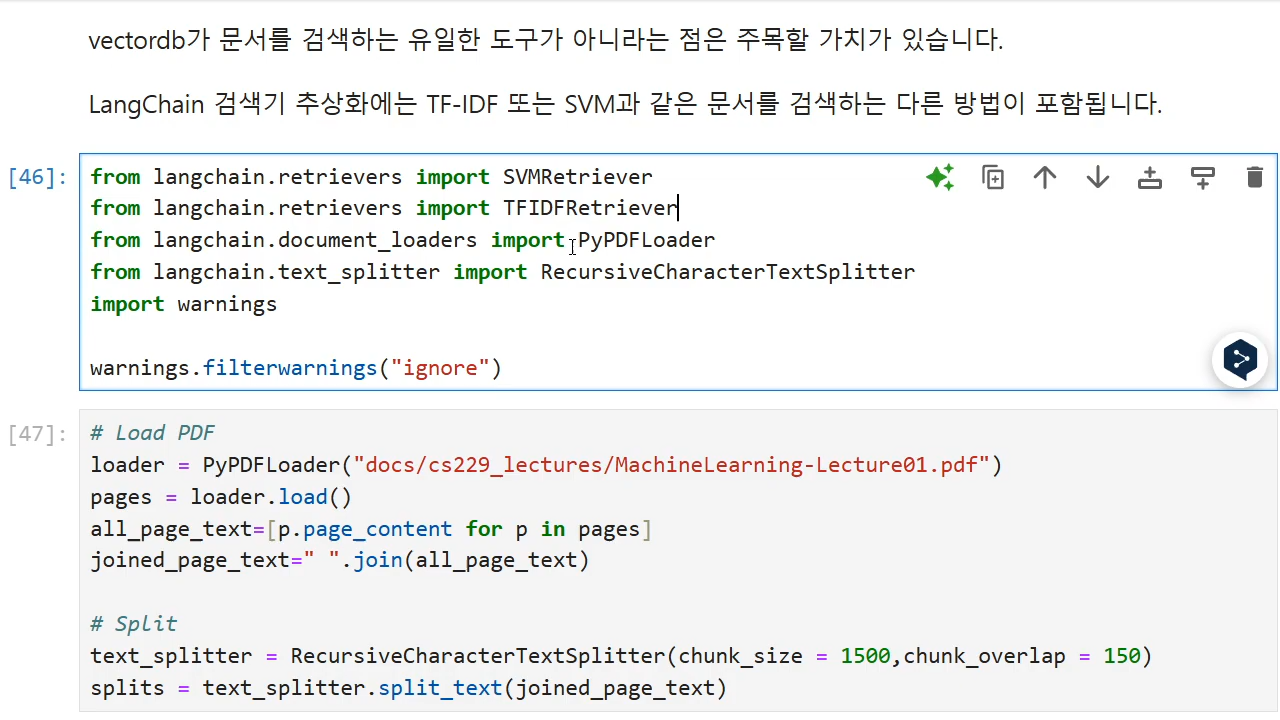 vectordb가 문서를 검색하는 유일한 도구가 아니라는 점은 주목할 가치가 있습니다.
LangChain 검색기 추상화에는 TF-IDF 또는 SVM과 같은 문서를 검색하는 다른 방법이 포함됩니다.
[46]:
from langchain.retrievers import SVMRetriever
from langchain.retrievers import TFIDFRetriever
from langchain.document_loaders import PyPDFLoader
from langchain.text_splitter import RecursiveCharacterTextSplitter
import warnings
warnings.filterwarnings("ignore")
[47]:
# Load PDF
loader = PyPDFLoader("docs/cs229_lectures/MachineLearning-Lecture01.pdf")
pages = loader.load()
all_page_text=[p.page_content for p in pages]
joined_page_text=" ".join(all_page_text)
# Split
text_splitter = RecursiveCharacterTextSplitter(chunk_size = 1500,chunk_overlap = 150)
splits = text_splitter.split_text(joined_page_text)